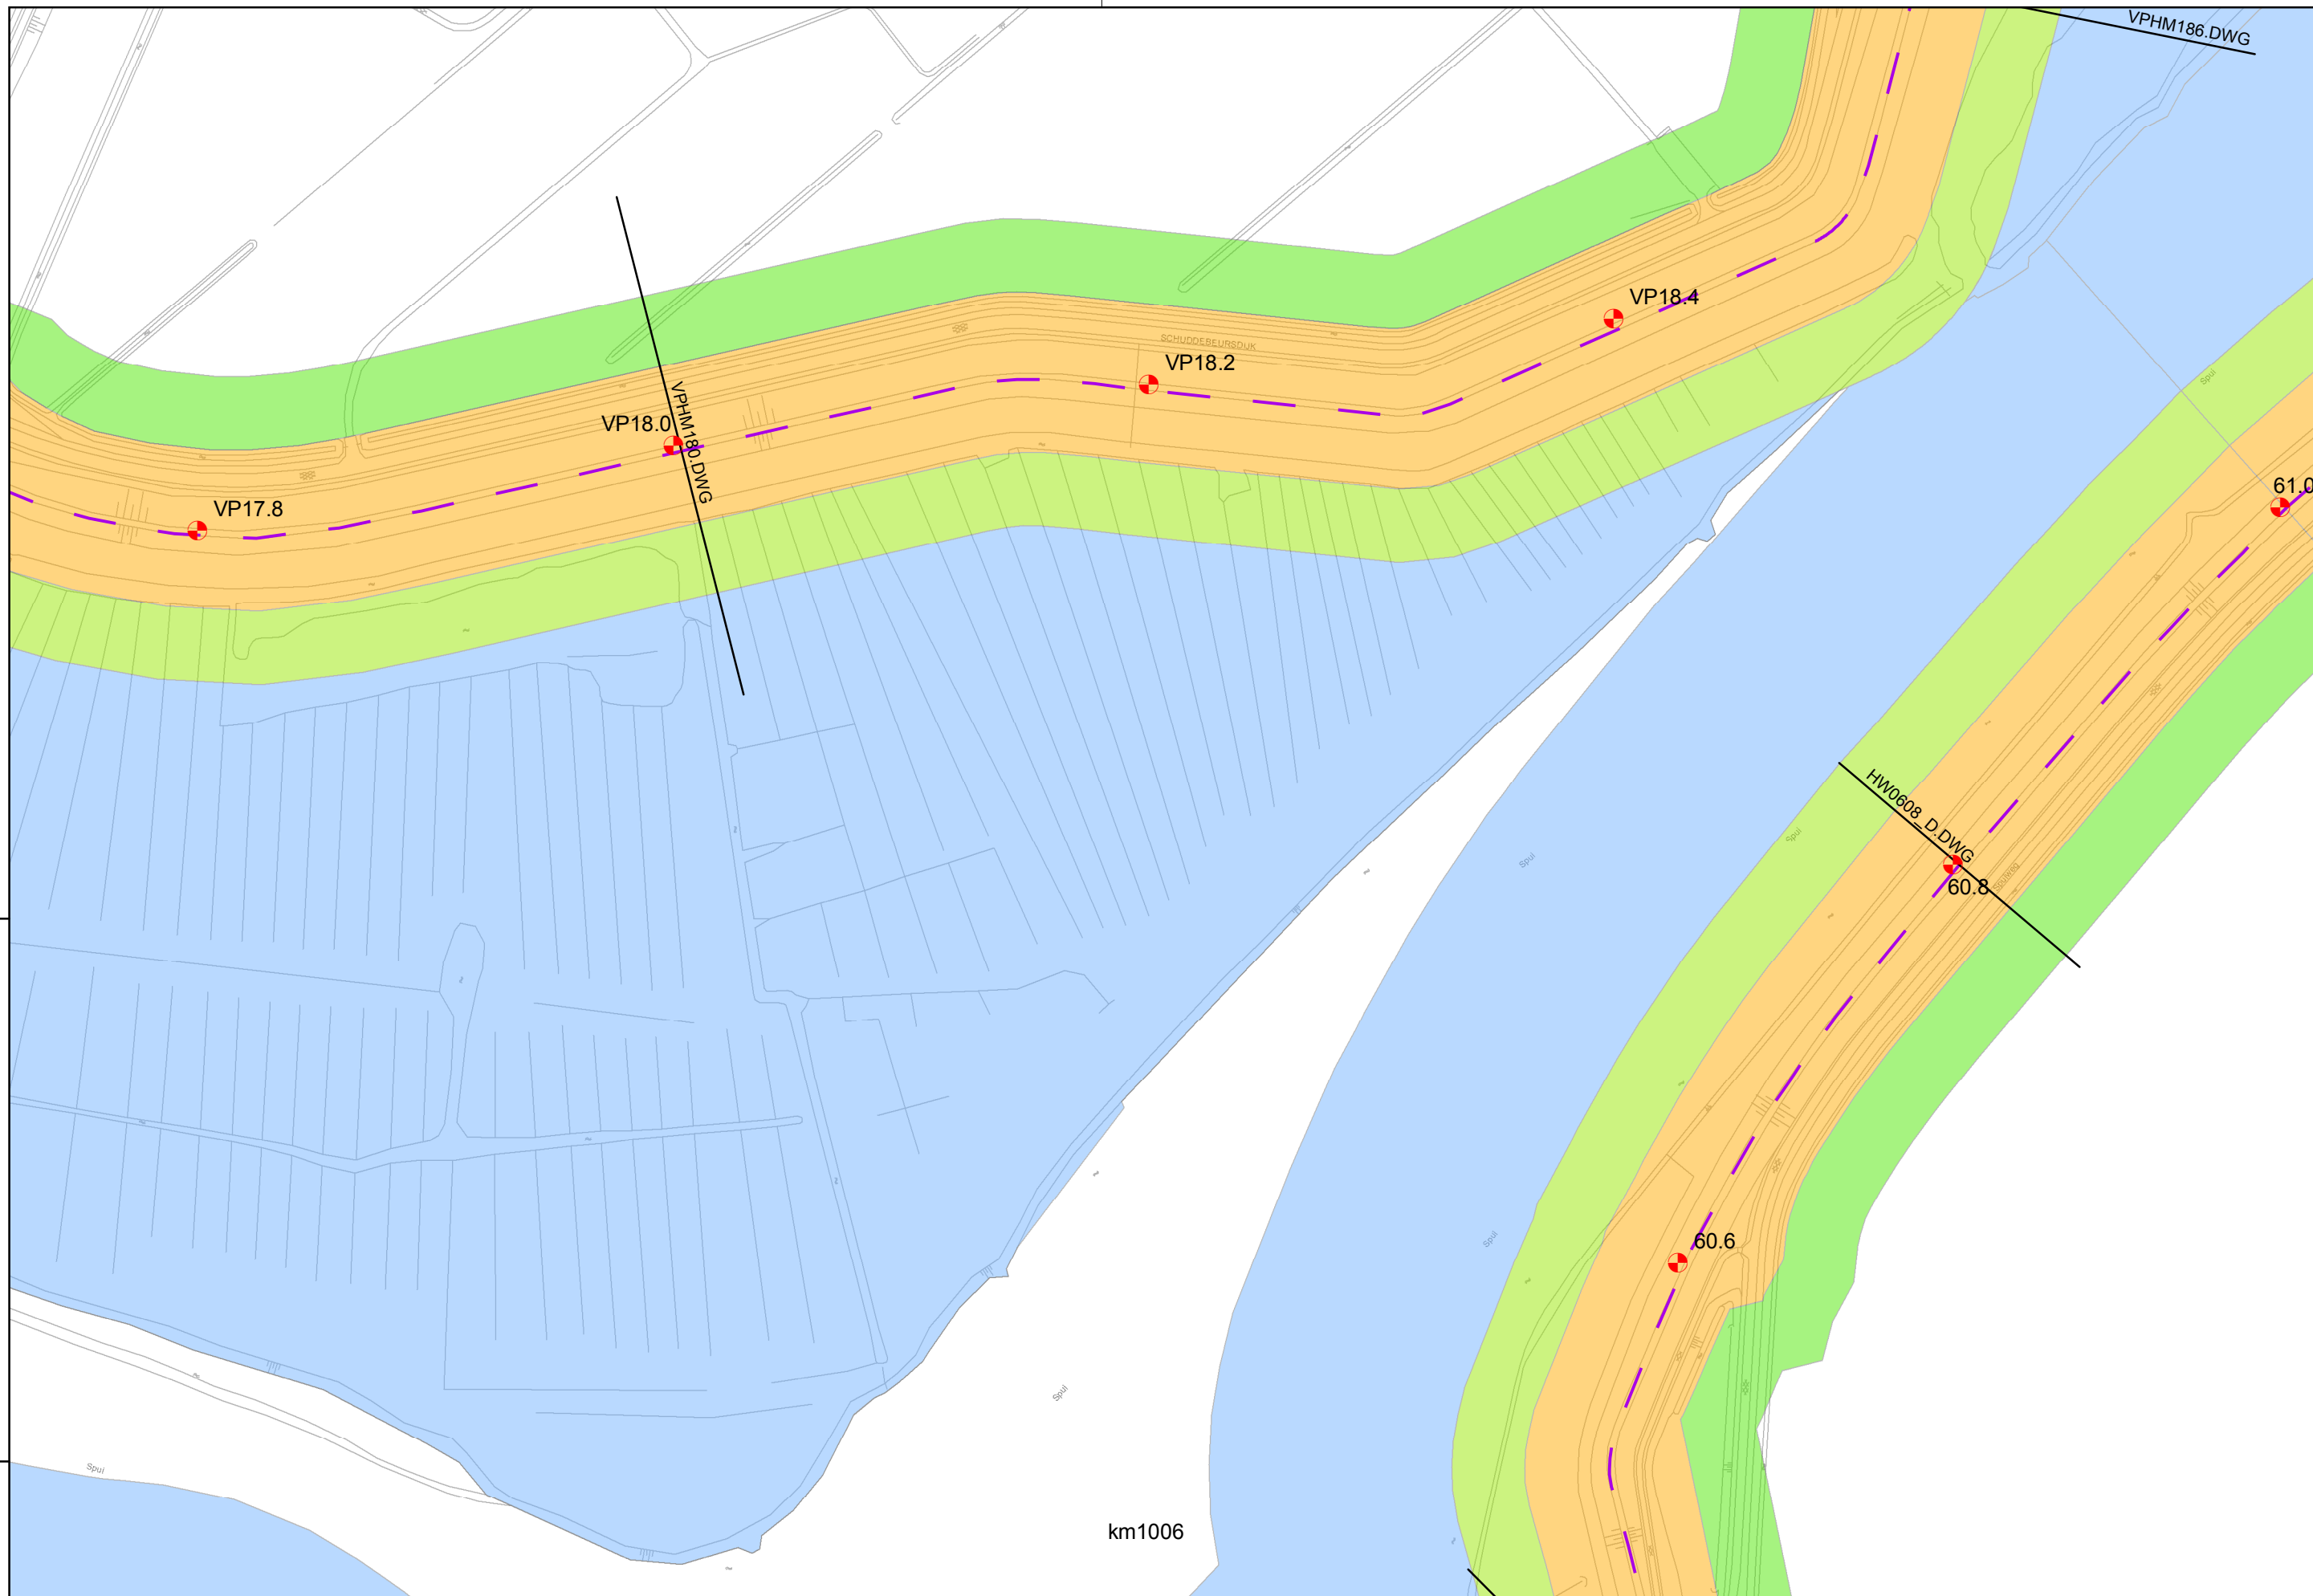 VPHM186.DWG
VP18.4
SCHUDDEBEURSDIJK
VP18.2
Spui
VPHM180.DWG
VP18.0
61.0
VP17.8
HW0608_D.DWG
Spui
Spui
Spuiweg
60.8
Spui
60.6
Spui
Spui
km1006